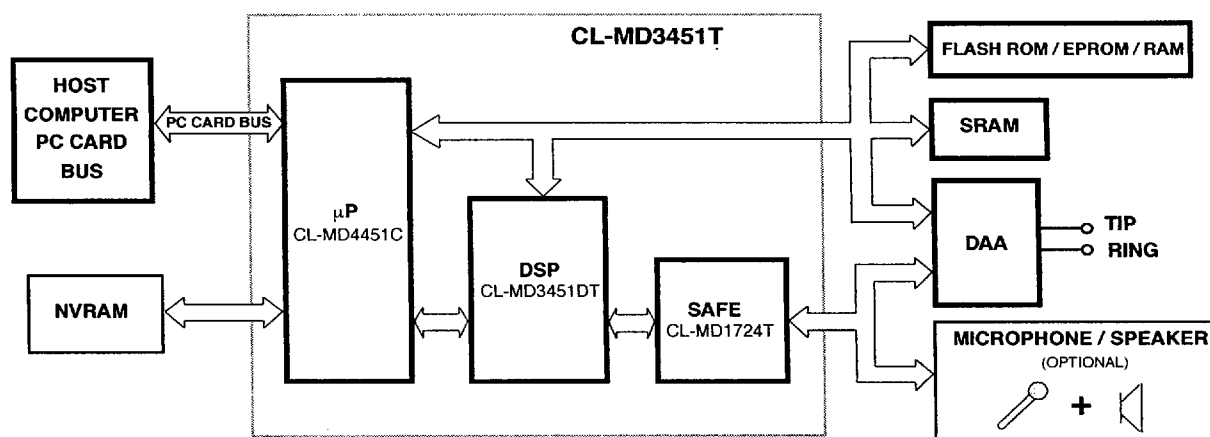 CL-MD3451T
HOST
COMPUTER
PC CARD
BUS
PC CARD BUS
NVRAM
μP
CL-MD4451C
DSP
CL-MD3451DT
SAFE
CL-MD1724T
FLASH ROM / EPROM / RAM
SRAM
DAA
TIP
RING
MICROPHONE / SPEAKER
(OPTIONAL)
+